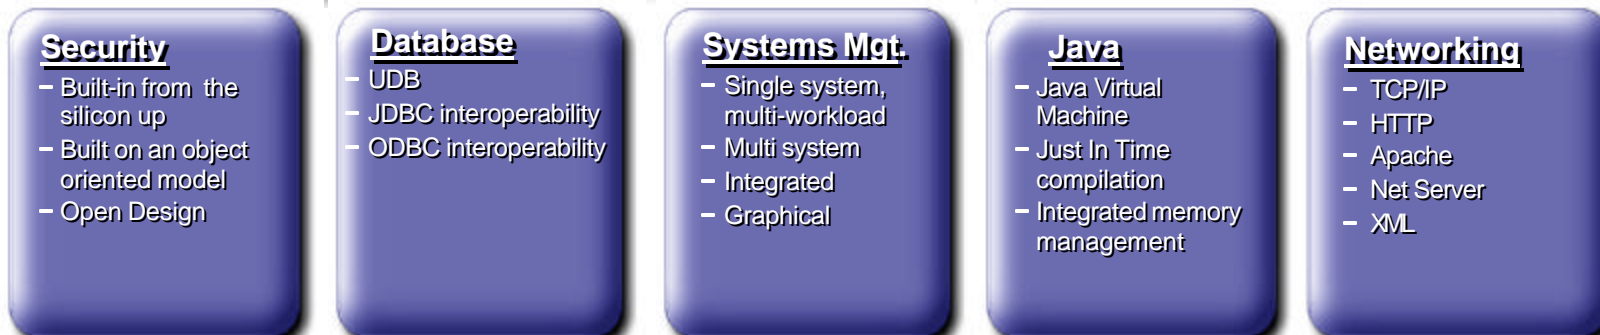 Security
– Built-in from the
silicon up
– Built on an object
oriented model
– Open Design
Database
– UDB
– JDBC interoperability
– ODBC interoperability
Systems Mgt.
– Single system,
multi-workload
– Multi system
– Integrated
– Graphical
Java
– Java Virtual
Machine
– Just In Time
compilation
– Integrated memory
management
Networking
– TCP/IP
– HTTP
– Apache
– Net Server
– XML